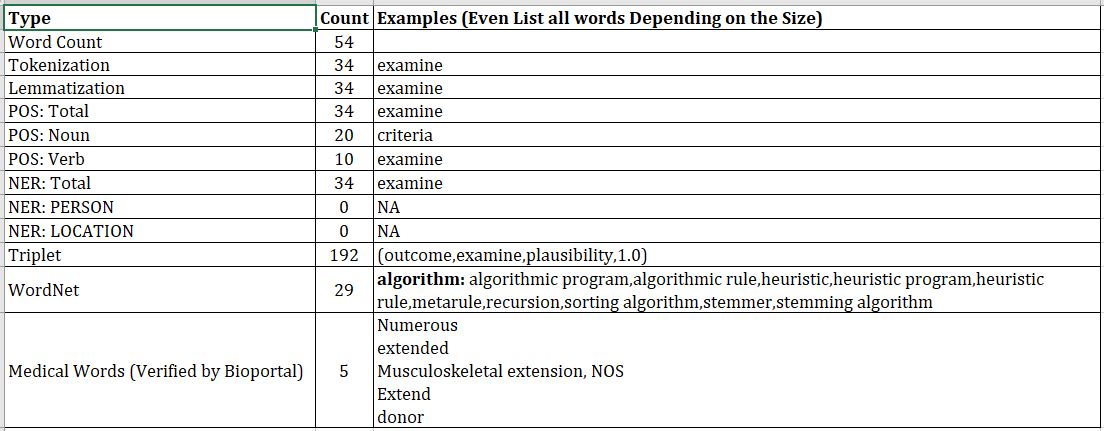 Type Count Examples (Even List all words Depending on the Size)
Word Count 54
Tokenization 34 examine
Lemmatization 34 examine
POS: Total 34 examine
POS: Noun 20 criteria
POS: Verb 10 examine
NER: Total 34 examine
NER: PERSON 0 NA
NER: LOCATION 0 NA
Triplet 192 (outcome,examine,plausibility,1.0)
WordNet 29 algorithm: algorithmic program,algorithmic rule,heuristic,heuristic program,heuristic
rule,metarule,recursion,sorting algorithm,stemmer,stemming algorithm
Medical Words (Verified by Bioportal) 5 Numerous
extended
Musculoskeletal extension, NOS
Extend
donor